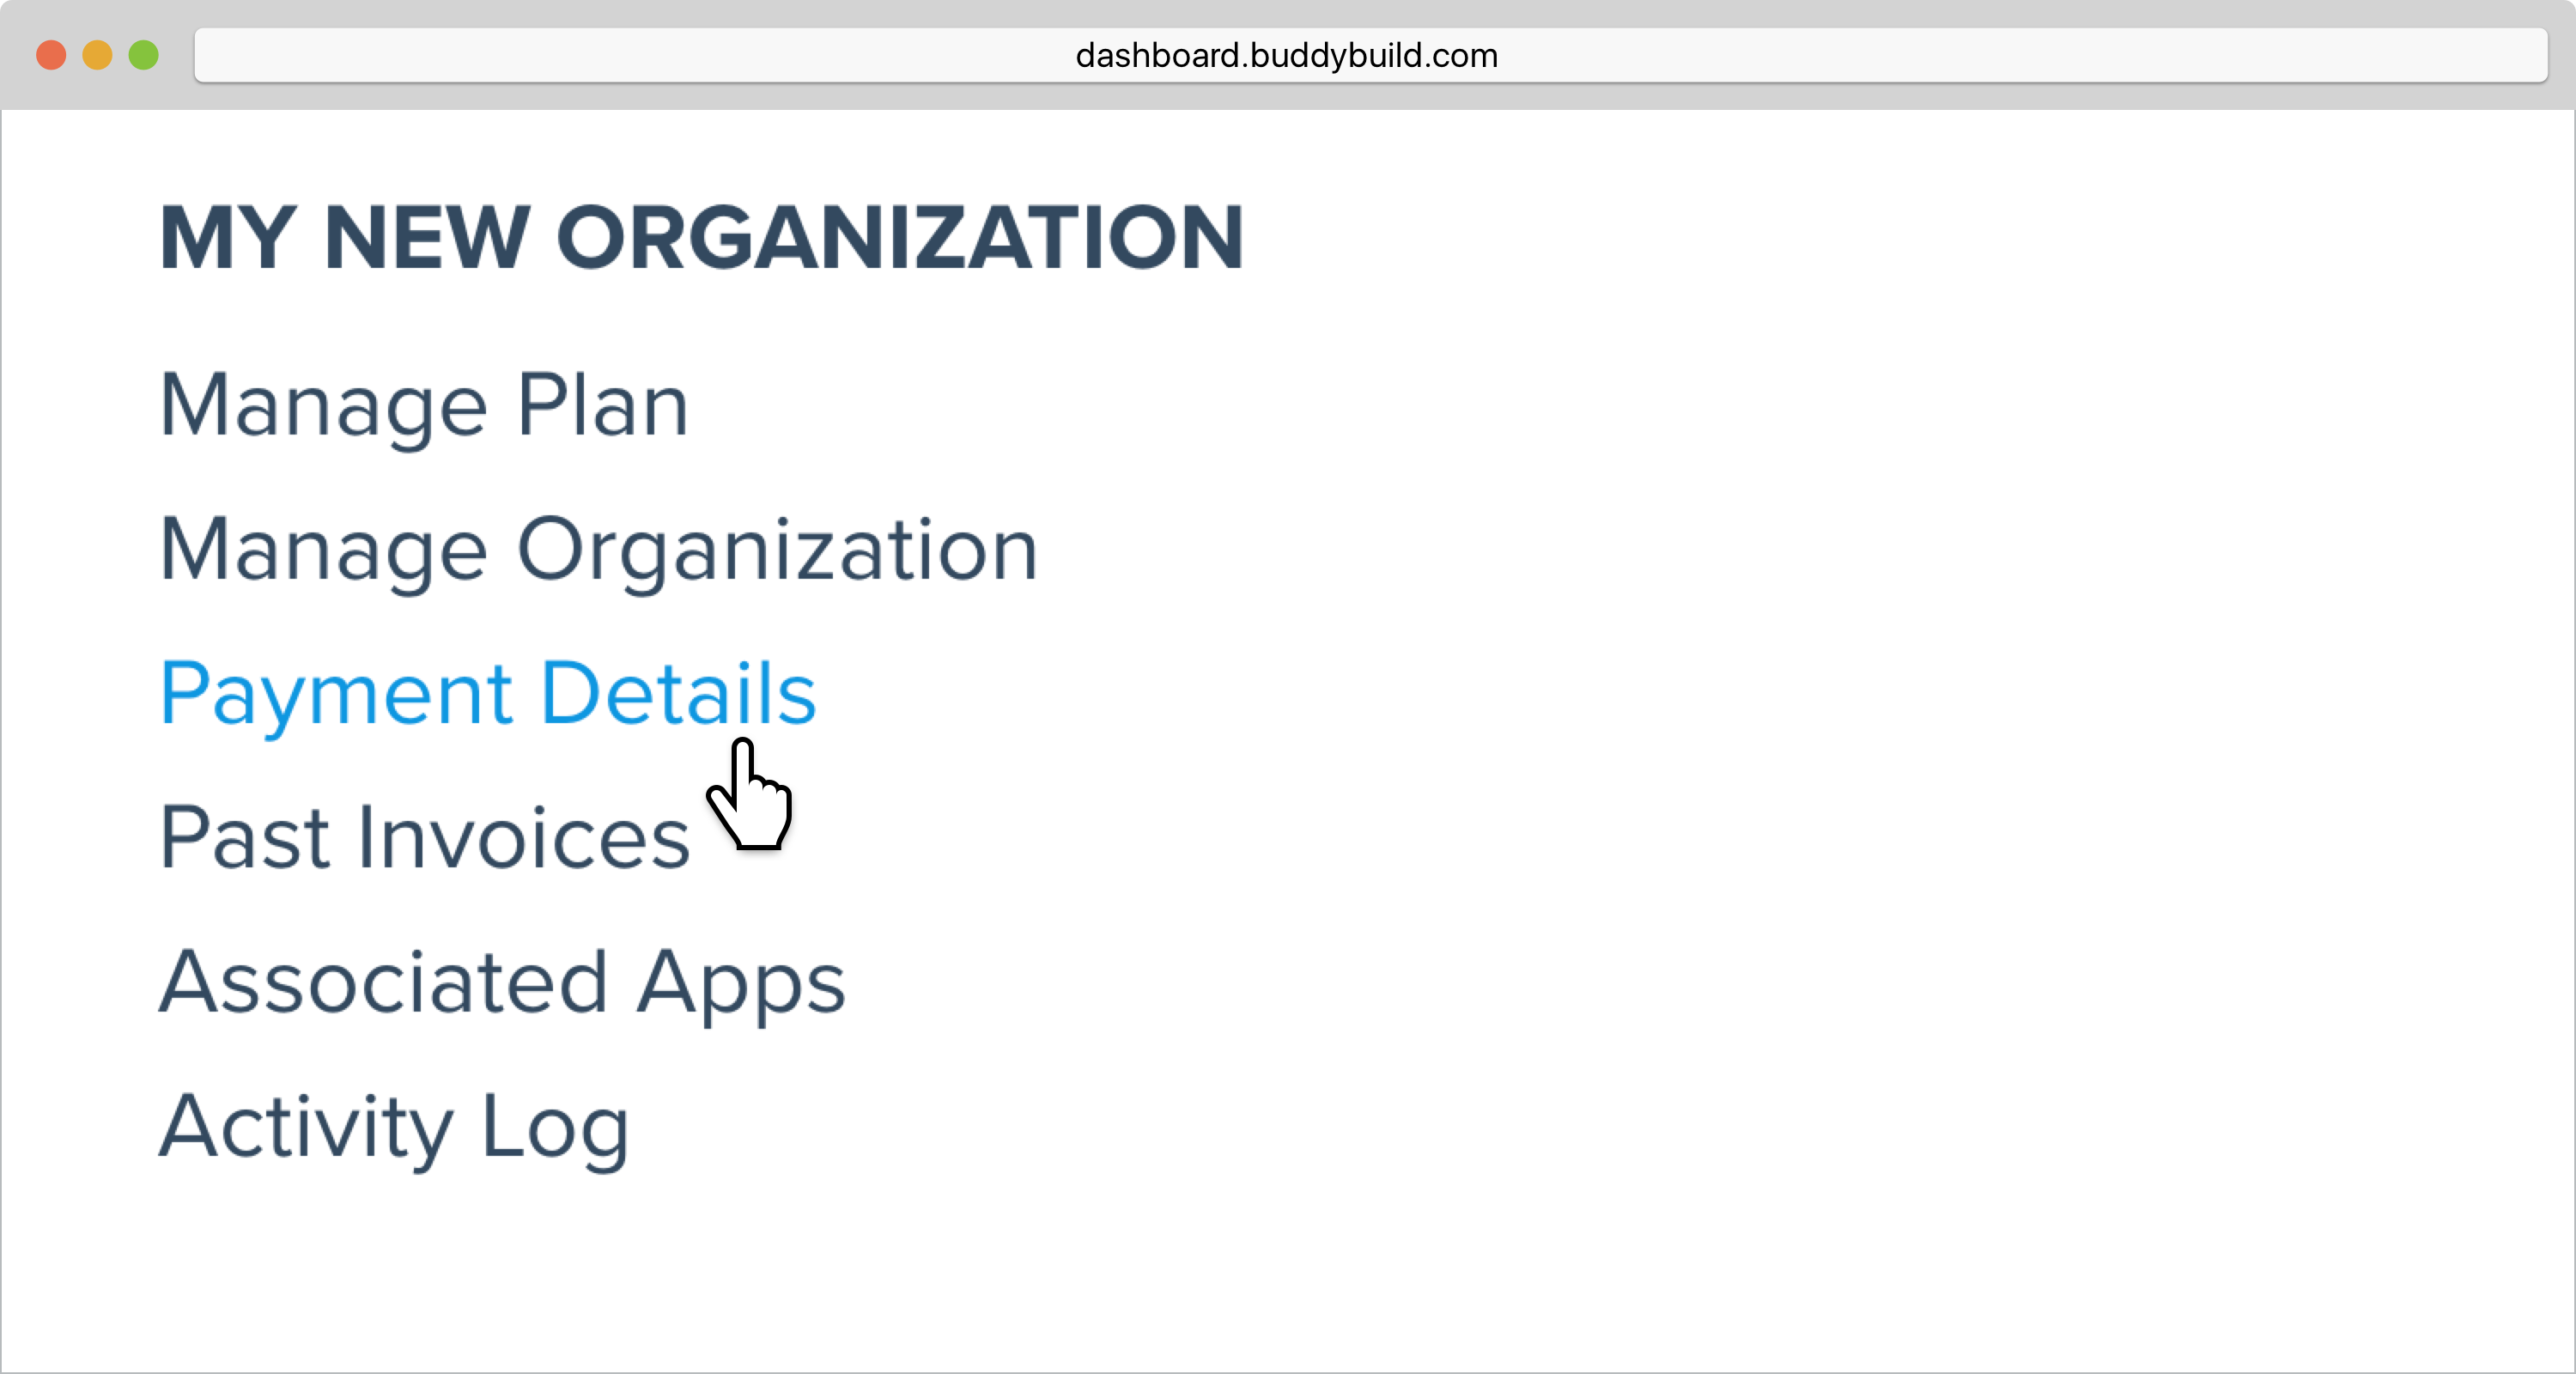 dashboard.buddybuild.com
MY NEW ORGANIZATION
Manage Plan
Manage Organization
Payment Details
Past Invoices
Associated Apps
Activity Log